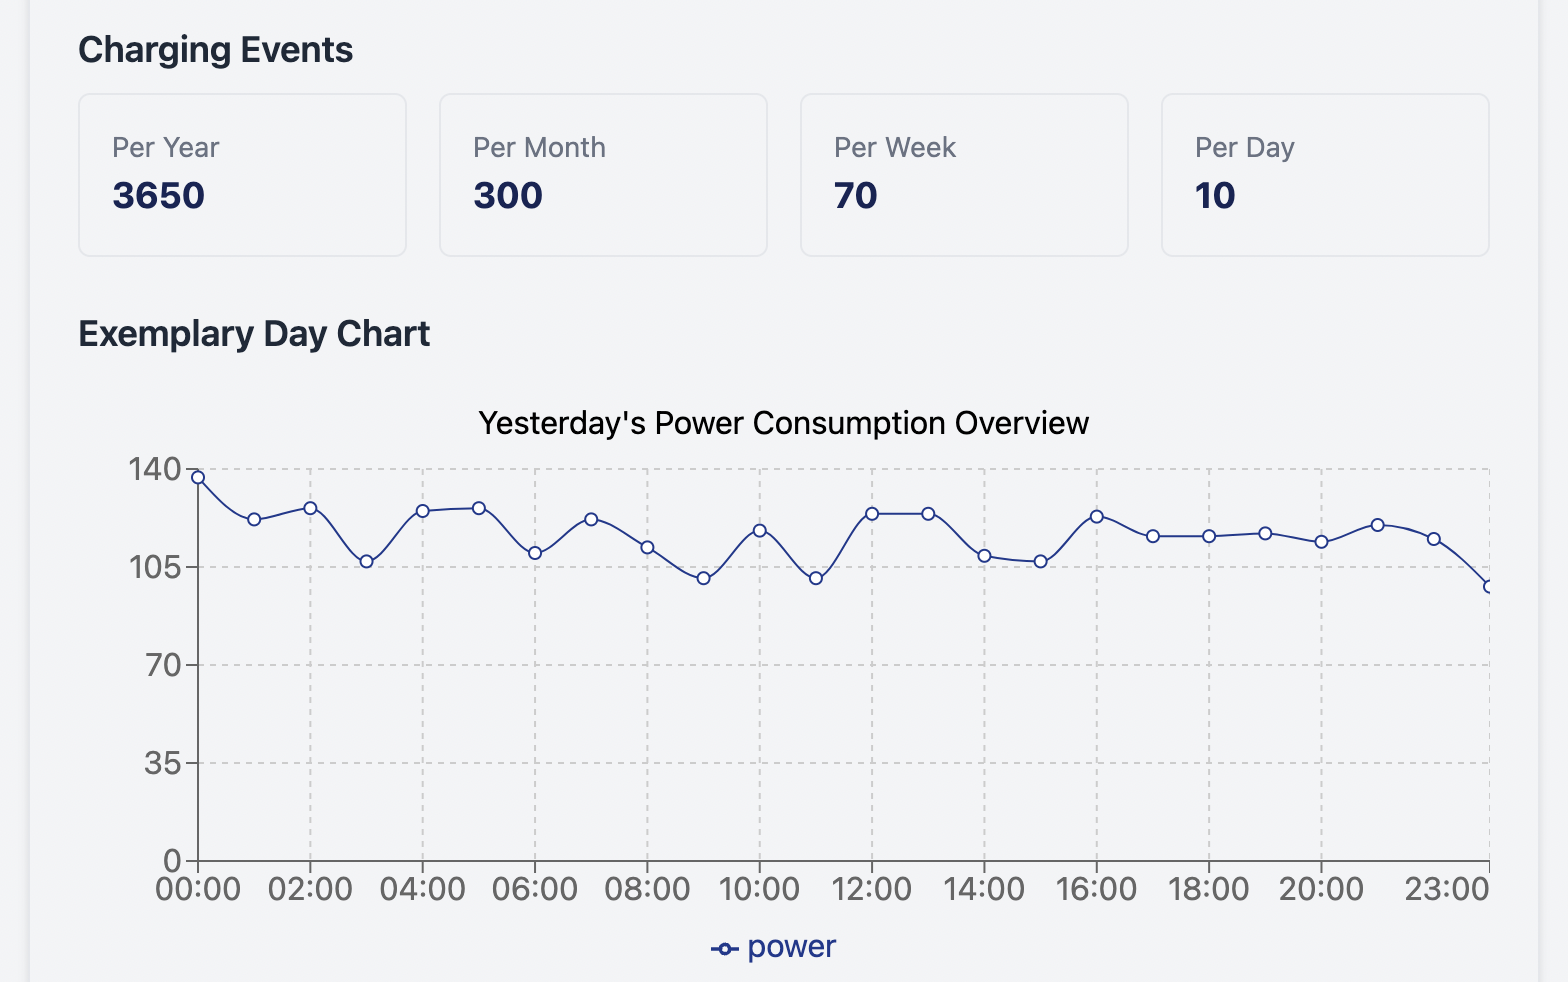 Charging Events
Per Year
3650
Per Month
300
Per Week
70
Per Day
10
Exemplary Day Chart
Yesterday's Power Consumption Overview
140
105
70
35
0
00:00 02:00 04:00 06:00 08:00 10:00 12:00 14:00 16:00 18:00 20:00 23:00
power